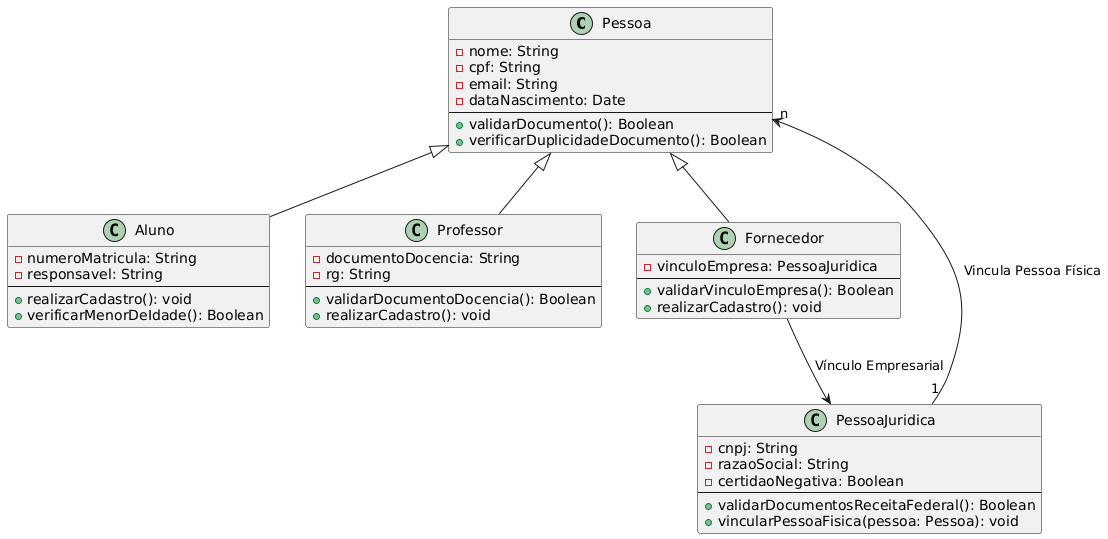 C Pessoa
nome: String
cpf: String
email: String
dataNascimento: Date
validarDocumento(): Boolean
verificarDuplicidadeDocumento(): Boolean
n
C Aluno
numeroMatricula: String
responsavel: String
realizarCadastro(): void
verificarMenorDeIdade(): Boolean
C Professor
documentoDocencia: String
rg: String
validarDocumentoDocencia(): Boolean
realizarCadastro(): void
C Fornecedor
vinculoEmpresa: PessoaJuridica
validarVinculoEmpresa(): Boolean
realizarCadastro(): void
Vincula Pessoa Física
Vínculo Empresarial
1
C PessoaJuridica
cnpj: String
razaoSocial: String
certidaoNegativa: Boolean
validarDocumentosReceitaFederal(): Boolean
vincularPessoaFisica(pessoa: Pessoa): void